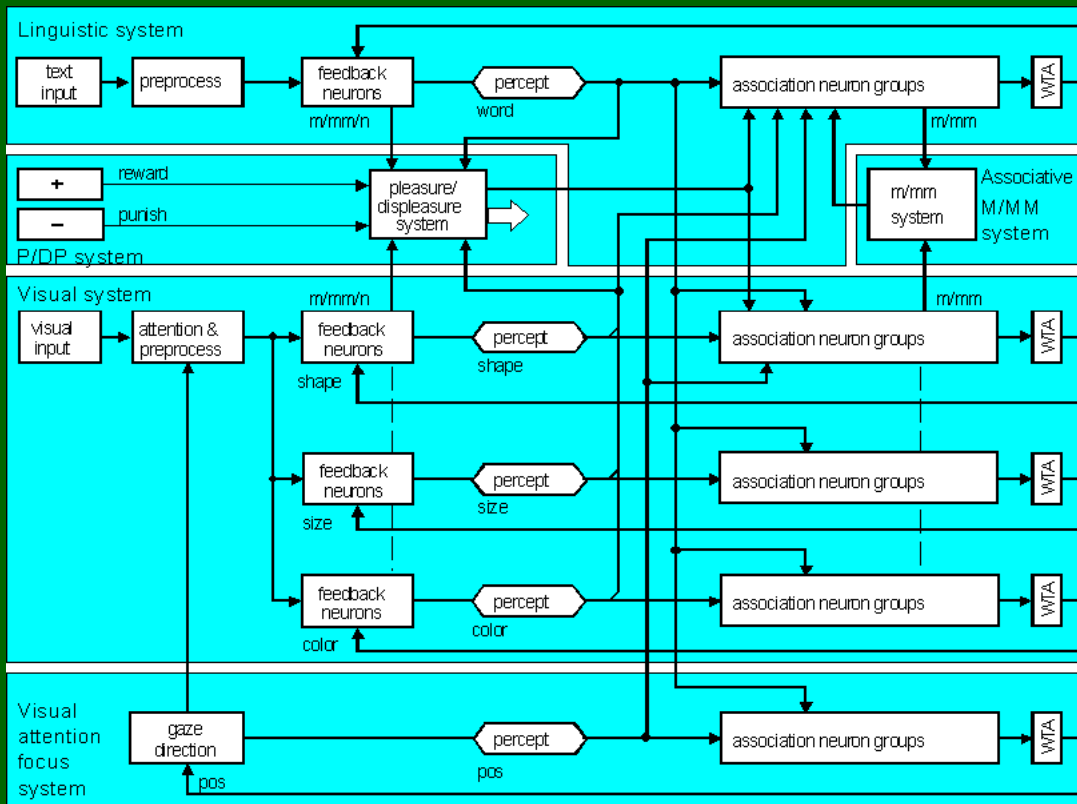 Linguistic system
text
input
preprocess
feedback
neurons
percept
association neuron groups
WTA
word
m/mm/n
m/mm
+
reward
−
punish
P/DP system
pleasure/
displeasure
system
m/mm
system
Associative
M/MM
system
Visual system
m/mm/n
m/mm
visual
input
attention &
preprocess
feedback
neurons
percept
association neuron groups
WTA
shape
shape
feedback
neurons
percept
association neuron groups
WTA
size
size
feedback
neurons
percept
association neuron groups
WTA
color
color
Visual
attention
focus
system
gaze
direction
percept
association neuron groups
WTA
pos
pos